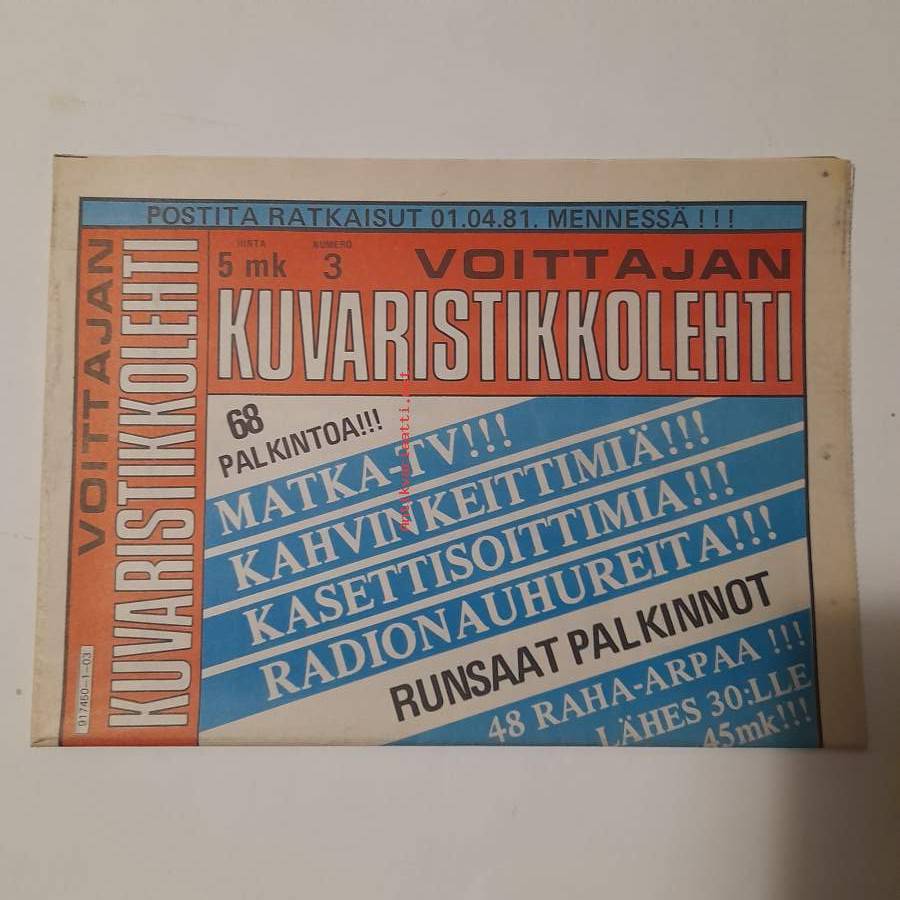 POSTITA RATKAISUT 01.04.81. MENNESSÄ ! ! !
HINTA NUMERO
5 mk 3 VOITTAJAN
KUVARISTIKKOLEHTI
VOITTAJAN
KUVARISTIKKOLEHTI
917450-1-03
68
PALKINTOA!!!
MATKA-TV!!!
KAHVINKEITTIMIÄ!!!
KASETTISOITTIMIA!!!
RADIONAUHUREITA!!!
RUNSAAT PALKINNOT
48 RAHA-ARPAA !!!
LÄHES 30:LLE
45mk!!!